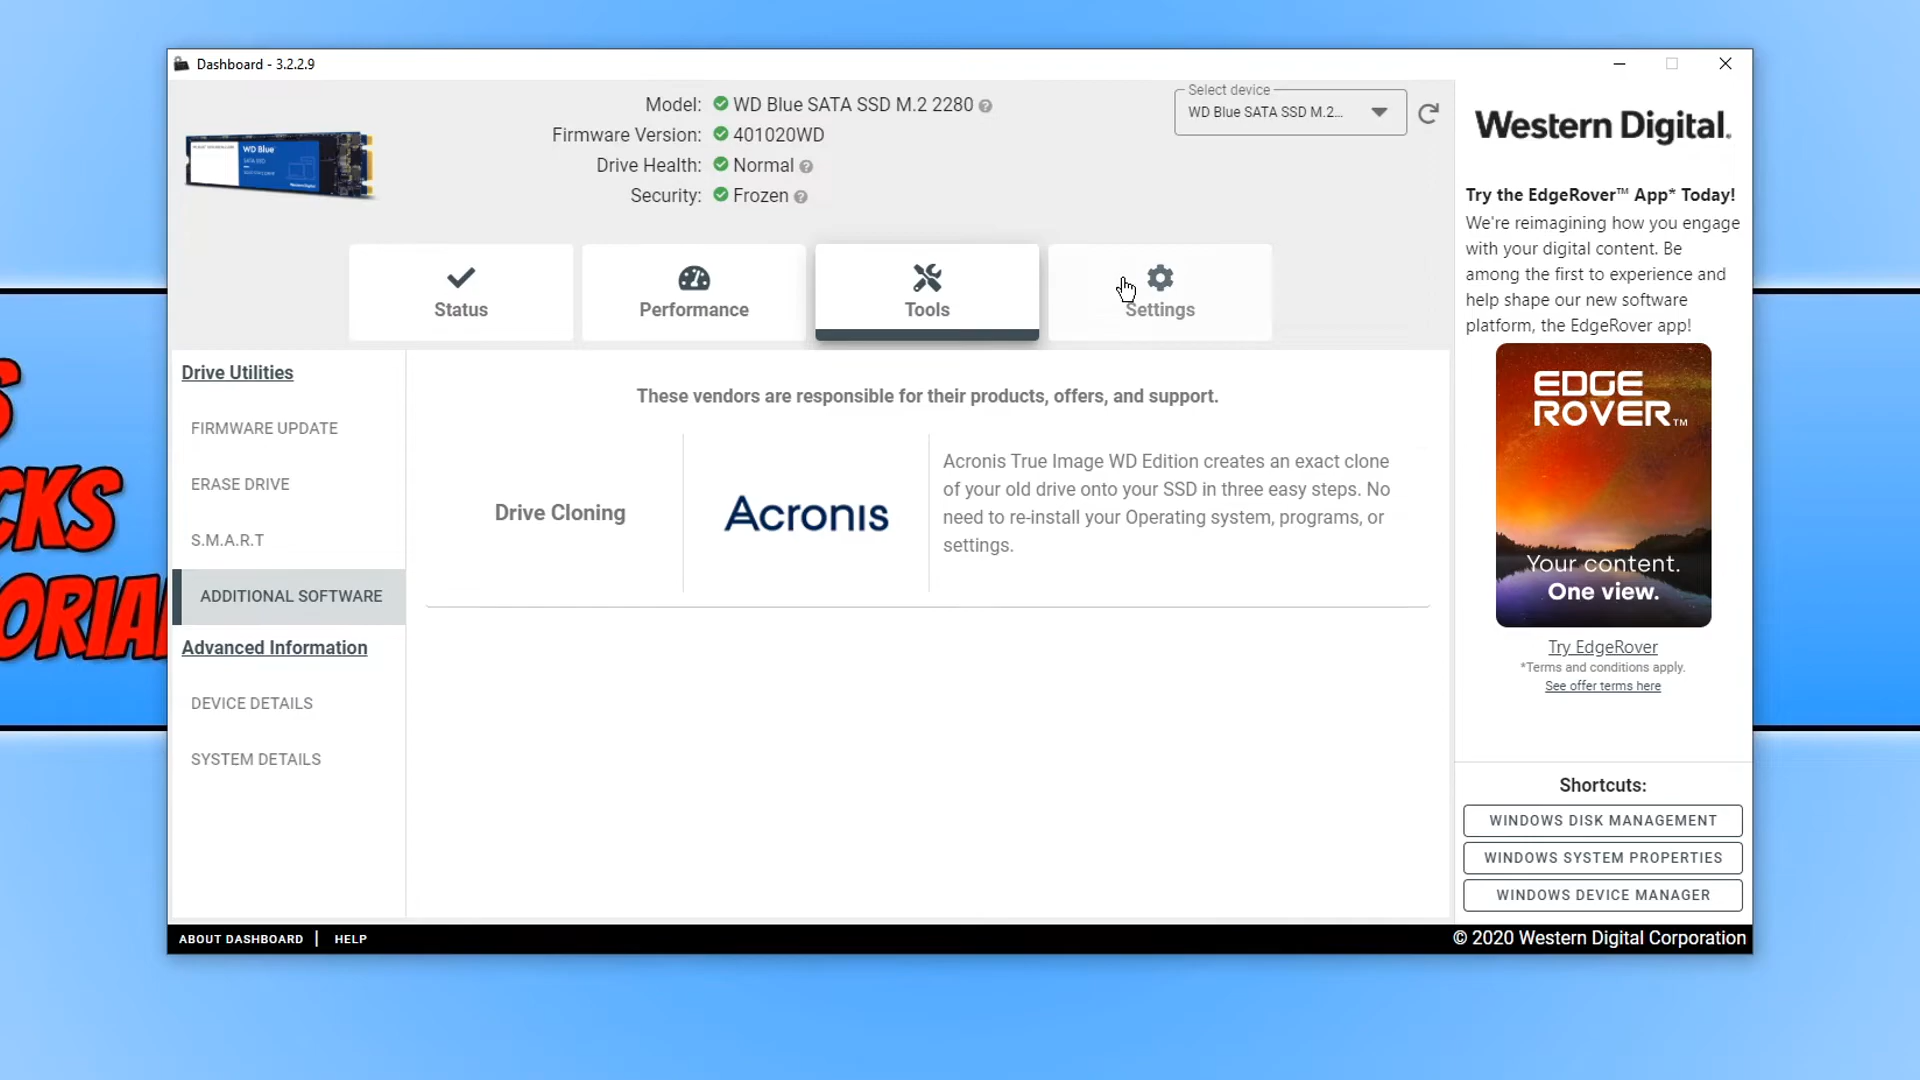 Dashboard - 3.2.2.9
Model: WD Blue SATA SSD M.2 2280
Firmware Version: 401020WD
Drive Health: Normal
Security: Frozen
Select device
WD Blue SATA SSD M.2...
WD Blue
SATA SSD
Status
Performance
Tools
Settings
Drive Utilities
FIRMWARE UPDATE
ERASE DRIVE
S.M.A.R.T
ADDITIONAL SOFTWARE
Advanced Information
DEVICE DETAILS
SYSTEM DETAILS
These vendors are responsible for their products, offers, and support.
Drive Cloning
Acronis
Acronis True Image WD Edition creates an exact clone
of your old drive onto your SSD in three easy steps. No
need to re-install your Operating system, programs, or
settings.
Western Digital.
Try the EdgeRover™ App* Today!
We're reimagining how you engage
with your digital content. Be
among the first to experience and
help shape our new software
platform, the EdgeRover app!
EDGE
ROVER™
Your content.
One view.
Try EdgeRover
*Terms and conditions apply.
See offer terms here
Shortcuts:
WINDOWS DISK MANAGEMENT
WINDOWS SYSTEM PROPERTIES
WINDOWS DEVICE MANAGER
ABOUT DASHBOARD | HELP
© 2020 Western Digital Corporation
S
CKS
ORIA